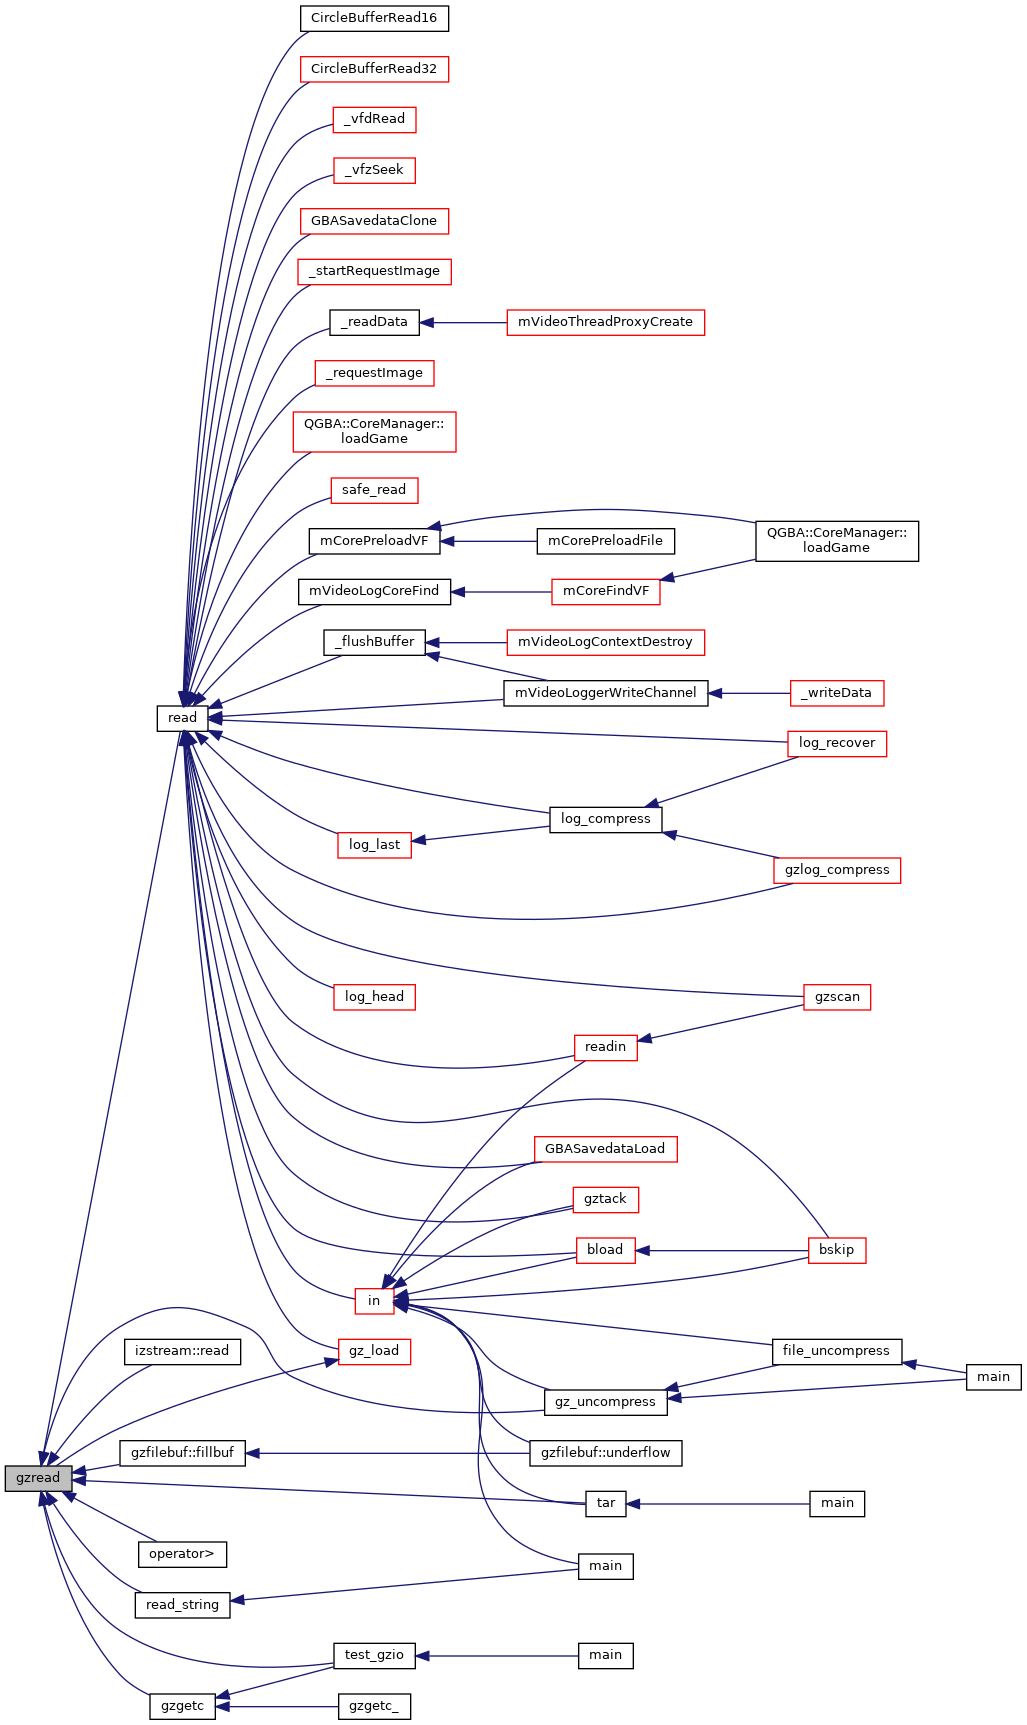 CircleBufferRead16
CircleBufferRead32
_vfdRead
_vfzSeek
GBASavedataClone
_startRequestImage
_readData
mVideoThreadProxyCreate
_requestImage
QGBA::CoreManager::
loadGame
safe_read
mCorePreloadVF
mCorePreloadFile
QGBA::CoreManager::
loadGame
mVideoLogCoreFind
mCoreFindVF
_flushBuffer
mVideoLogContextDestroy
mVideoLoggerWriteChannel
_writeData
read
log_recover
log_compress
log_last
gzlog_compress
log_head
gzscan
readin
GBASavedataLoad
gztack
bload
bskip
in
izstream::read
gz_load
file_uncompress
main
gz_uncompress
gzfilebuf::fillbuf
gzfilebuf::underflow
gzread
tar
main
operator>
main
read_string
test_gzio
main
gzgetc
gzgetc_